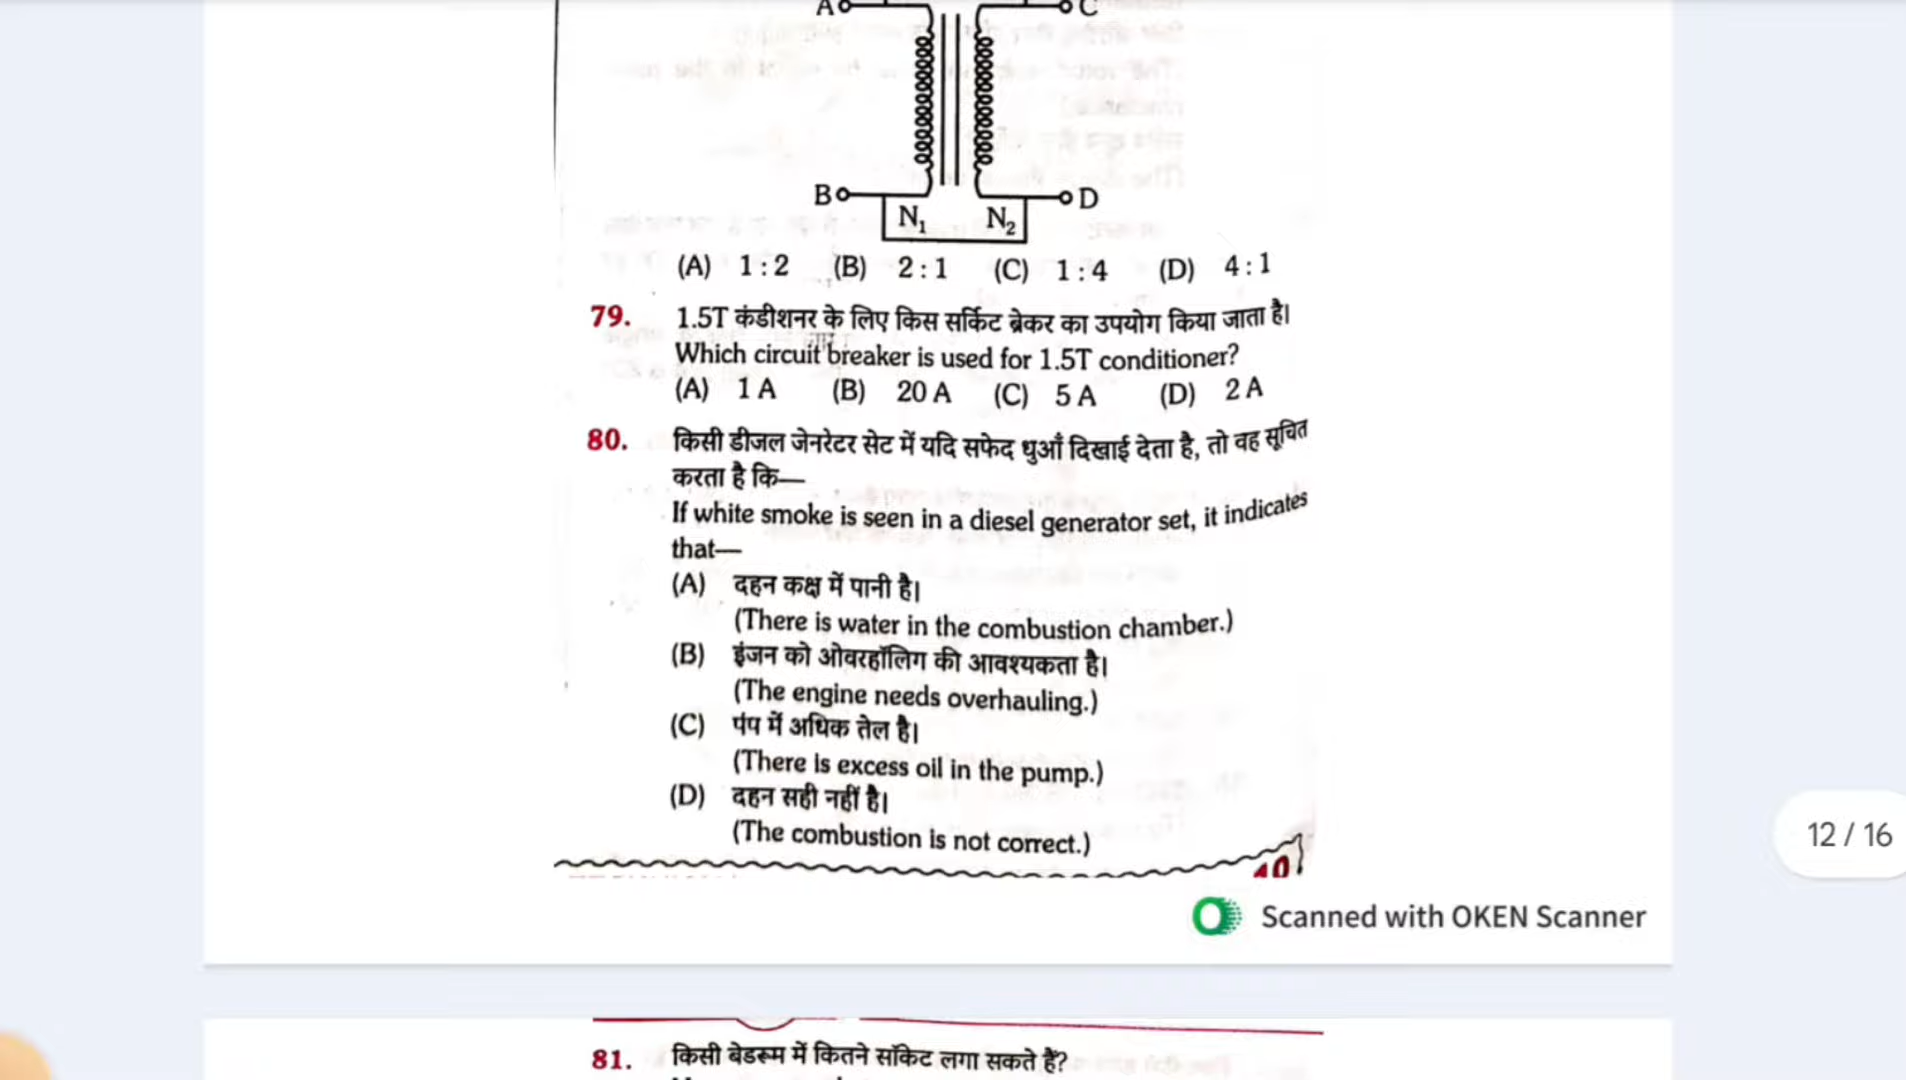 A C
B D
N₁ N₂
(A) 1 : 2 (B) 2 : 1 (C) 1 : 4 (D) 4 : 1
79. 1.5T कंडीशनर के लिए किस सर्किट ब्रेकर का उपयोग किया जाता है।
Which circuit breaker is used for 1.5T conditioner?
(A) 1 A (B) 20 A (C) 5 A (D) 2 A
80. किसी डीजल जेनरेटर सेट में यदि सफेद धुआँ दिखाई देता है, तो वह सूचित
करता है कि—
If white smoke is seen in a diesel generator set, it indicates
that—
(A) दहन कक्ष में पानी है।
(There is water in the combustion chamber.)
(B) इंजन को ओवरहॉलिग की आवश्यकता है।
(The engine needs overhauling.)
(C) पंप में अधिक तेल है।
(There is excess oil in the pump.)
(D) दहन सही नहीं है।
(The combustion is not correct.)
12 / 16
Scanned with OKEN Scanner
81. किसी बेडरूम में कितने सॉकेट लगा सकते हैं?